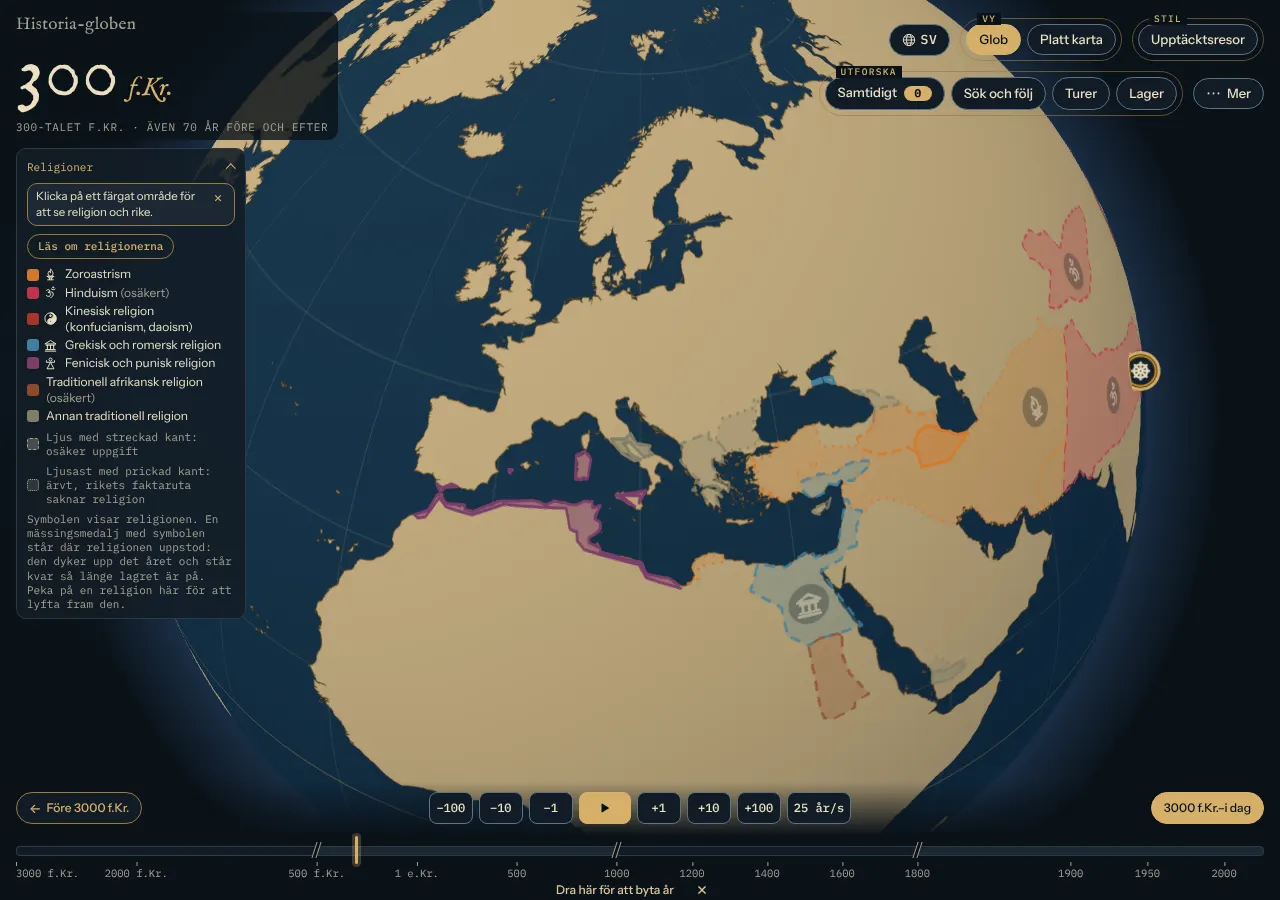 Historia-globen
300 f.Kr.
300-TALET F.KR. · ÄVEN 70 ÅR FÖRE OCH EFTER
SV
VY
Glob
Platt karta
STIL
Upptäcktsresor
UTFORSKA
Samtidigt 0
Sök och följ
Turer
Lager
··· Mer
Religioner
Klicka på ett färgat område för
att se religion och rike.
×
Läs om religionerna
Zoroastrism
Hinduism (osäkert)
Kinesisk religion
(konfucianism, daoism)
Grekisk och romersk religion
Fenicisk och punisk religion
Traditionell afrikansk religion
(osäkert)
Annan traditionell religion
Ljus med streckad kant:
osäker uppgift
Ljusast med prickad kant:
ärvt, rikets faktaruta
saknar religion
Symbolen visar religionen. En
mässingsmedalj med symbolen
står där religionen uppstod:
den dyker upp det året och står
kvar så länge lagret är på.
Peka på en religion här för att
lyfta fram den.
← Före 3000 f.Kr.
−100
−10
−1
+1
+10
+100
25 år/s
3000 f.Kr.–i dag
3000 f.Kr.
2000 f.Kr.
500 f.Kr.
1 e.Kr.
500
1000
1200
1400
1600
1800
1900
1950
2000
Dra här för att byta år ×